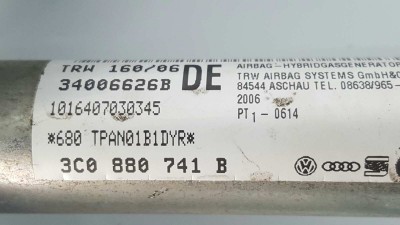 TRW 160/06 DE
34006626B
1016407030345
*680 TPAN01B1DYR*
3C0 880 741 B
AIRBAG-HYBRIDGASGENERATOR
TRW AIRBAG SYSTEMS GmbH&C
84544 ASCHAU TEL. 08638/965-
2006
PT1-0614